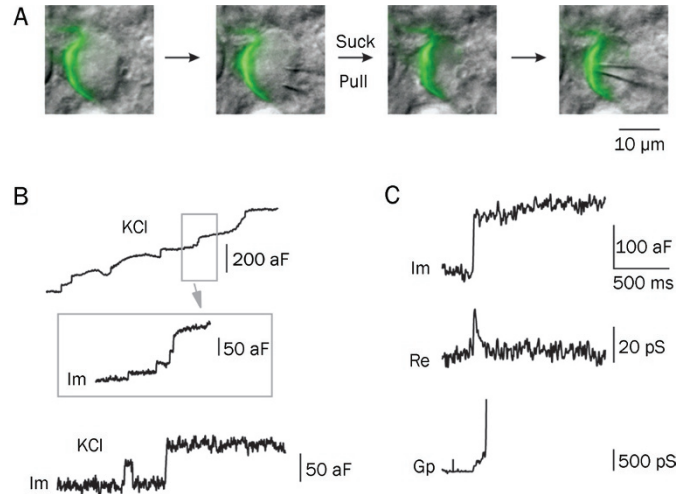 A
Suck
Pull
10 µm
B
KCl
200 aF
Im
50 aF
KCl
Im
50 aF
C
Im
100 aF
500 ms
Re
20 pS
Gp
500 pS